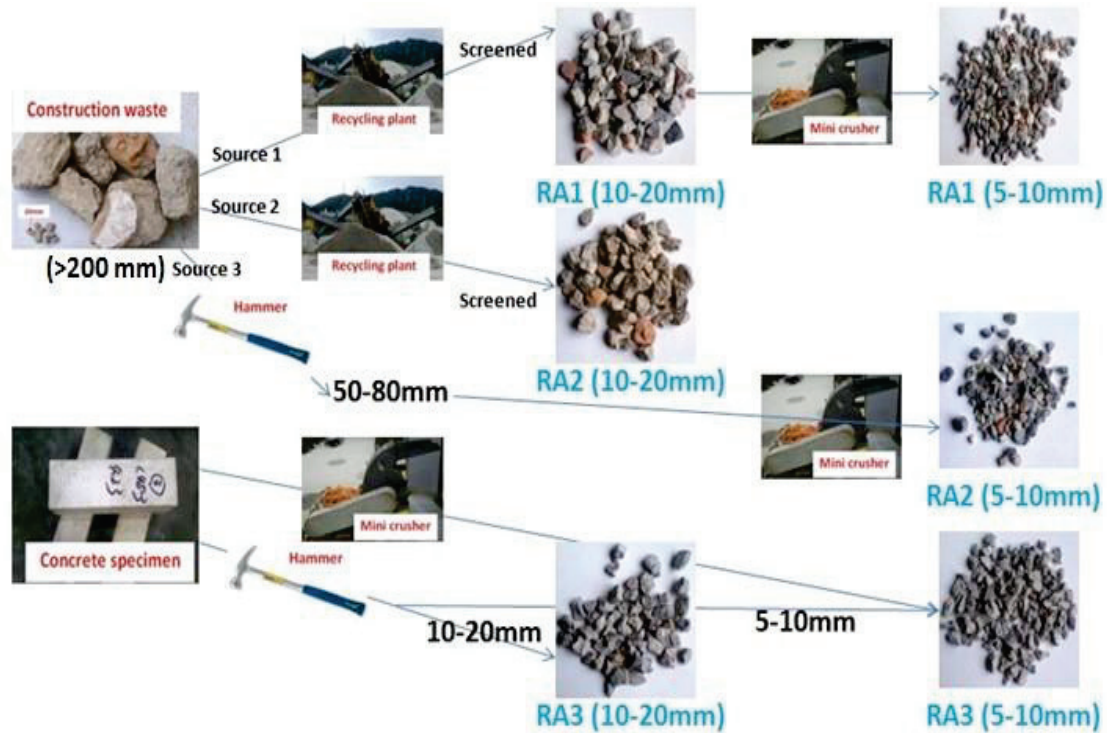 Construction waste
(>200 mm)
Source 1
Source 2
Source 3
Recycling plant
Screened
RA1 (10-20mm)
Mini crusher
RA1 (5-10mm)
Recycling plant
Screened
RA2 (10-20mm)
Hammer
50-80mm
Mini crusher
RA2 (5-10mm)
Concrete specimen
Mini crusher
Hammer
10-20mm
RA3 (10-20mm)
5-10mm
RA3 (5-10mm)